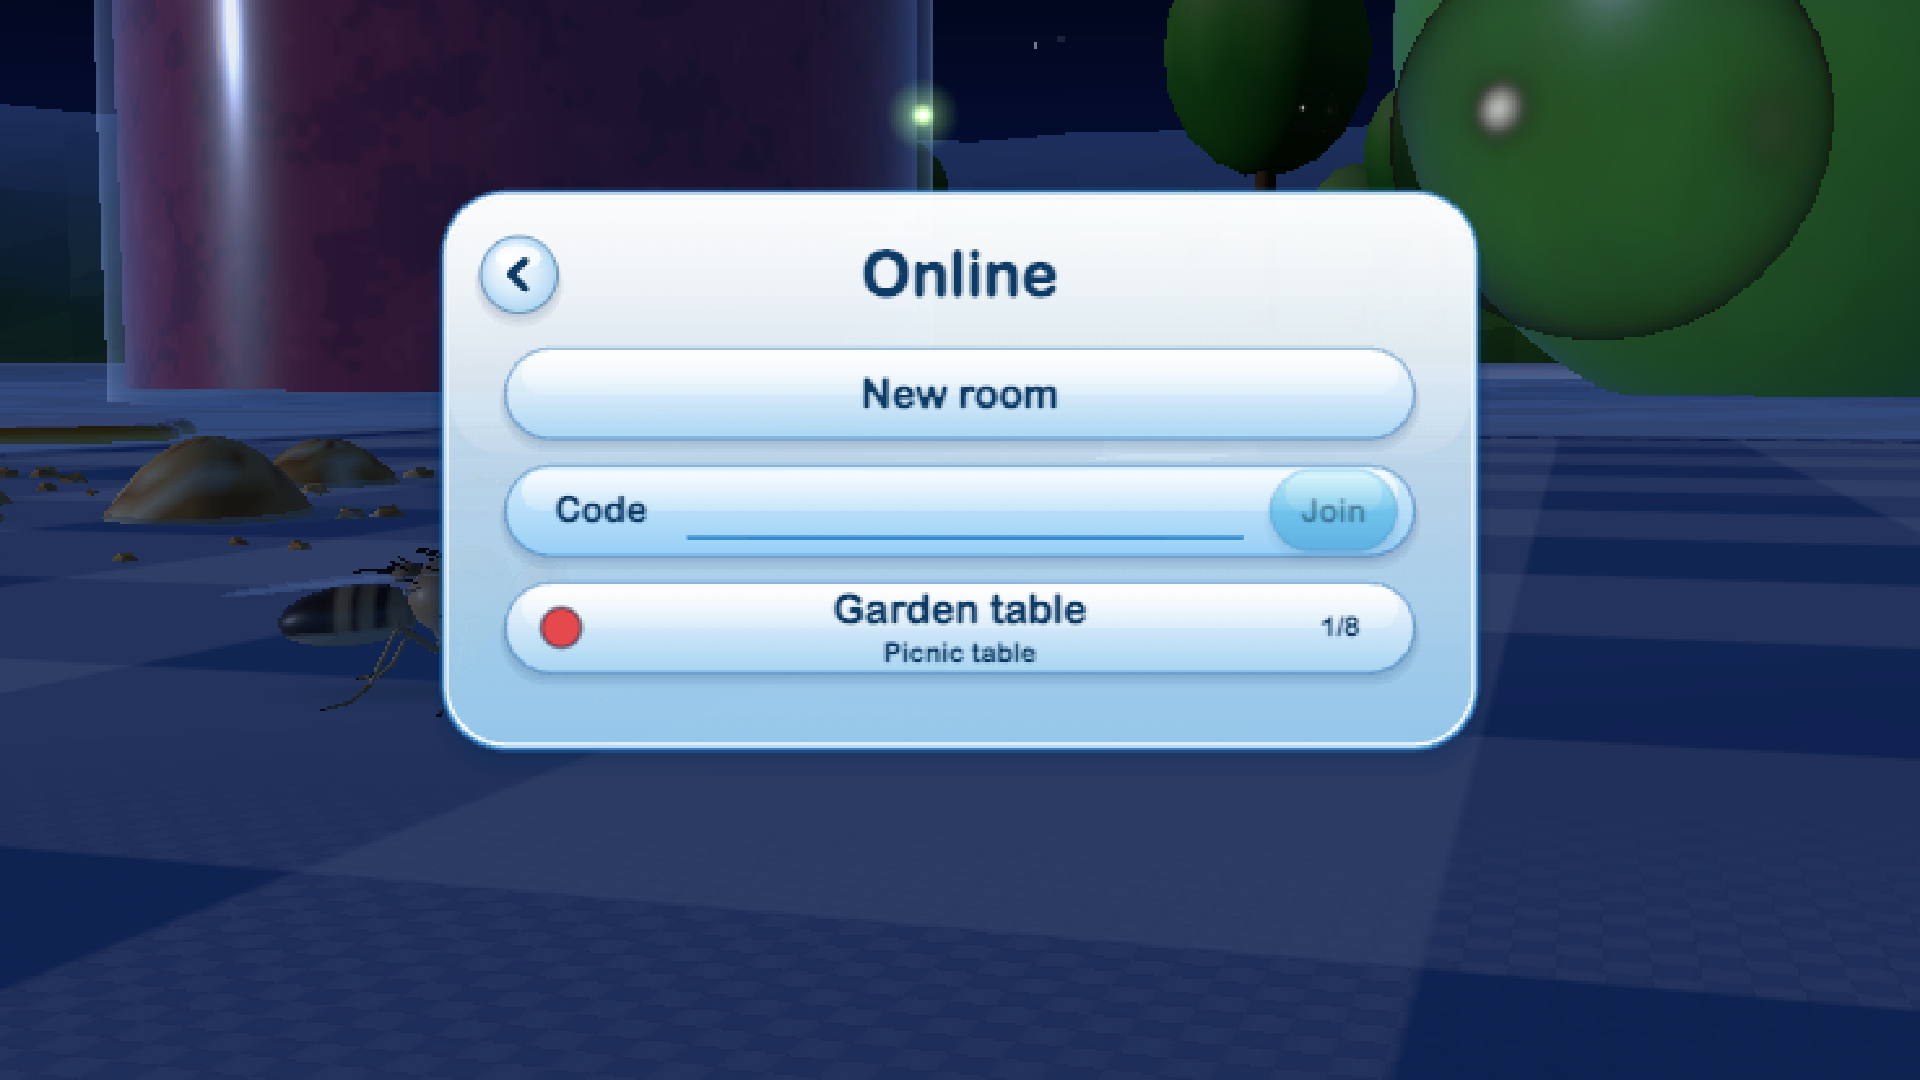 Online
New room
Code
Join
Garden table
Picnic table
1/8